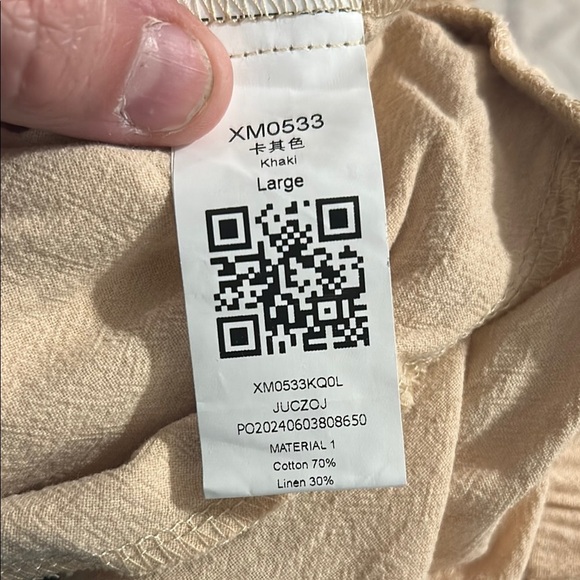 XM0533
卡其色
Khaki
Large
XM0533KQ0L
JUCZOJ
PO20240603808650
MATERIAL 1
Cotton 70%
Linen 30%